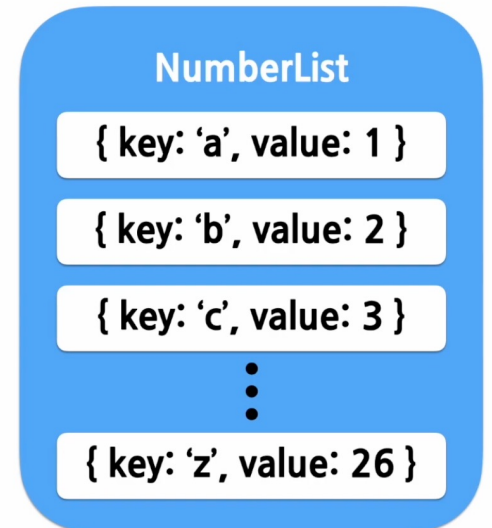 NumberList
{ key: ‘a’, value: 1 }
{ key: ‘b’, value: 2 }
{ key: ‘c’, value: 3 }
{ key: ‘z’, value: 26 }